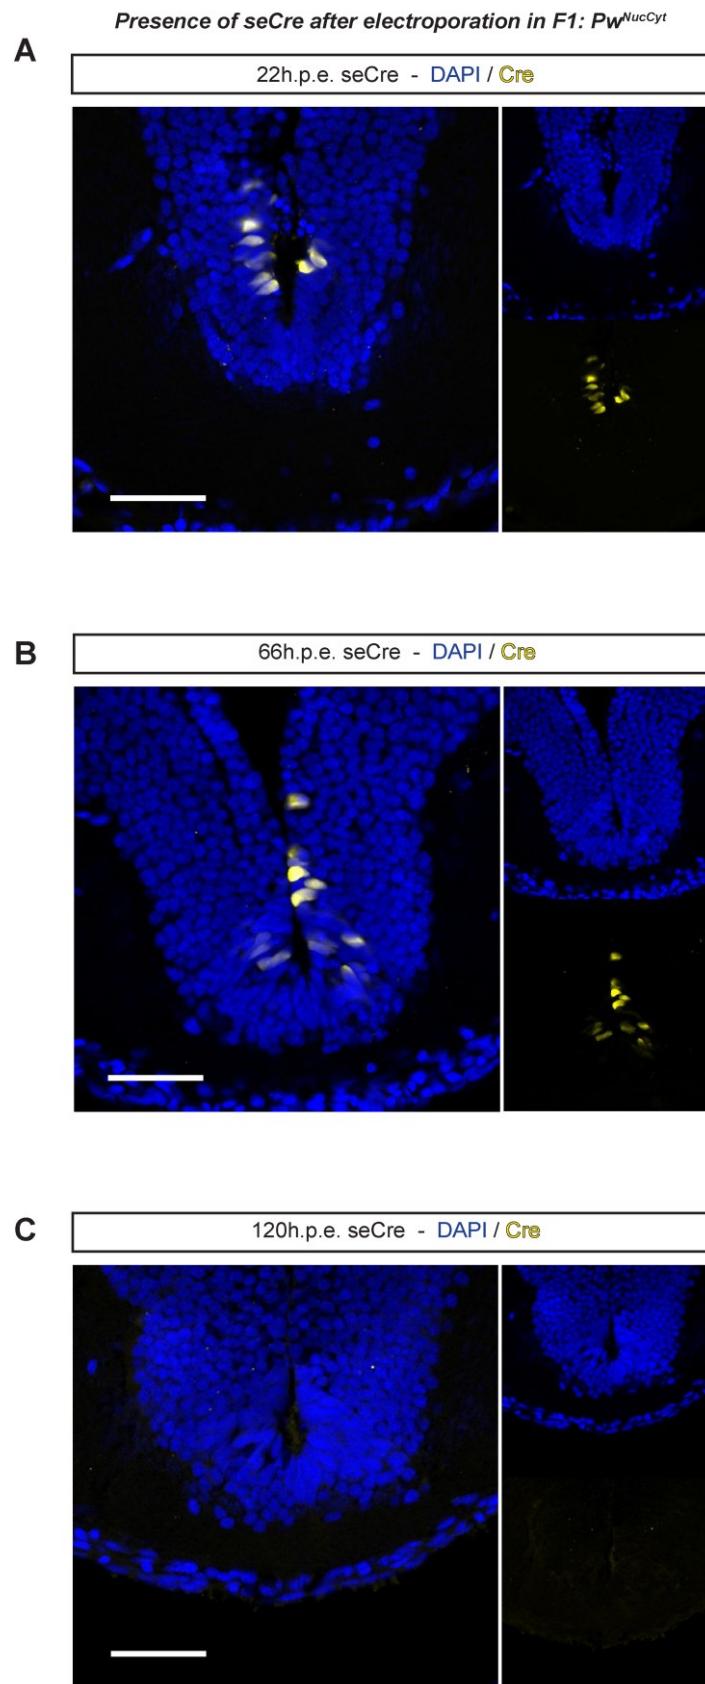 Presence of seCre after electroporation in F1: Pw^NucCyt
A
22h.p.e. seCre - DAPI / Cre
B
66h.p.e. seCre - DAPI / Cre
C
120h.p.e. seCre - DAPI / Cre